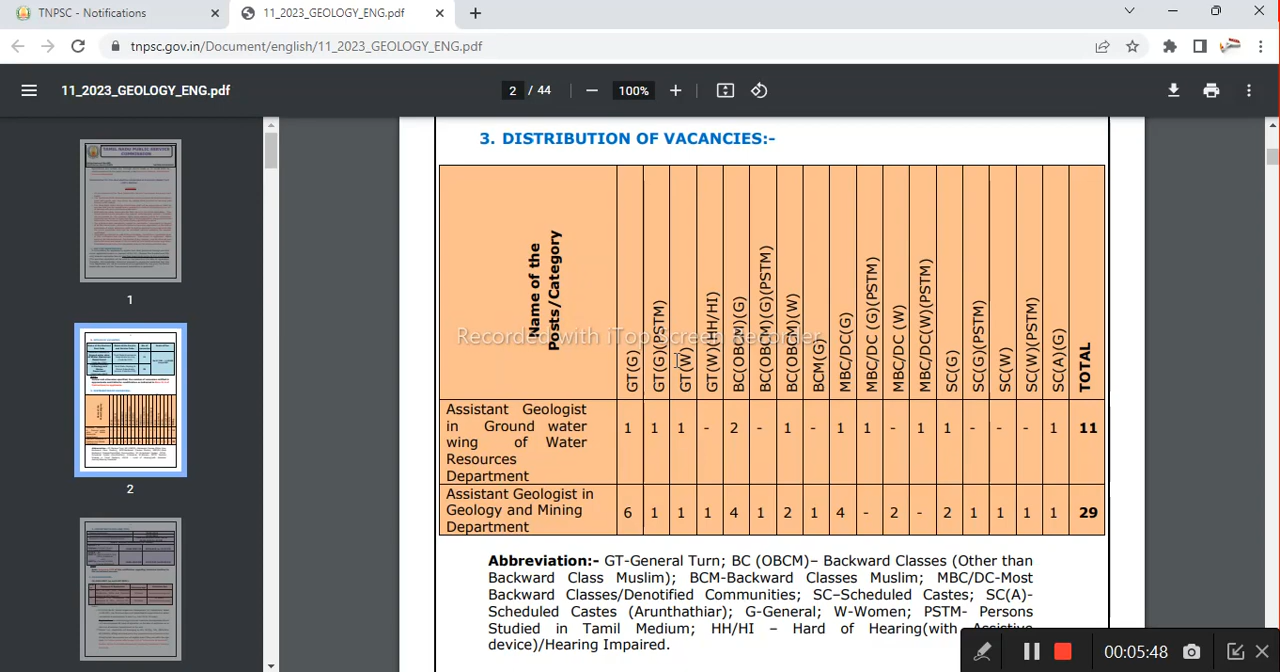 TNPSC - Notifications
11_2023_GEOLOGY_ENG.pdf
tnpsc.gov.in/Document/english/11_2023_GEOLOGY_ENG.pdf
11_2023_GEOLOGY_ENG.pdf
2 / 44
100%
3. DISTRIBUTION OF VACANCIES:-
Name of the
Posts/Category
GT(G)
GT(G)(PSTM)
GT(W)
GT(W)(HH/HI)
BC(OBCM)(G)
BC(OBCM)(G)(PSTM)
BC(OBCM)(W)
BCM(G)
MBC/DC(G)
MBC/DC (G)(PSTM)
MBC/DC (W)
MBC/DC(W)(PSTM)
SC(G)
SC(G)(PSTM)
SC(W)
SC(W)(PSTM)
SC(A)(G)
TOTAL
Recorded with iTop Screen Recorder
Assistant Geologist
in Ground water
wing of Water
Resources
Department
1 1 1 - 2 - 1 - 1 1 - 1 1 - - - 1 11
Assistant Geologist in
Geology and Mining
Department
6 1 1 1 4 1 2 1 4 - 2 - 2 1 1 1 1 29
Abbreviation:- GT-General Turn; BC (OBCM)– Backward Classes (Other than
Backward Class Muslim); BCM-Backward Classes Muslim; MBC/DC-Most
Backward Classes/Denotified Communities; SC–Scheduled Castes; SC(A)-
Scheduled Castes (Arunthathiar); G-General; W-Women; PSTM- Persons
Studied in Tamil Medium; HH/HI – Hard of Hearing(with Assistive
device)/Hearing Impaired.
1
2
00:05:48